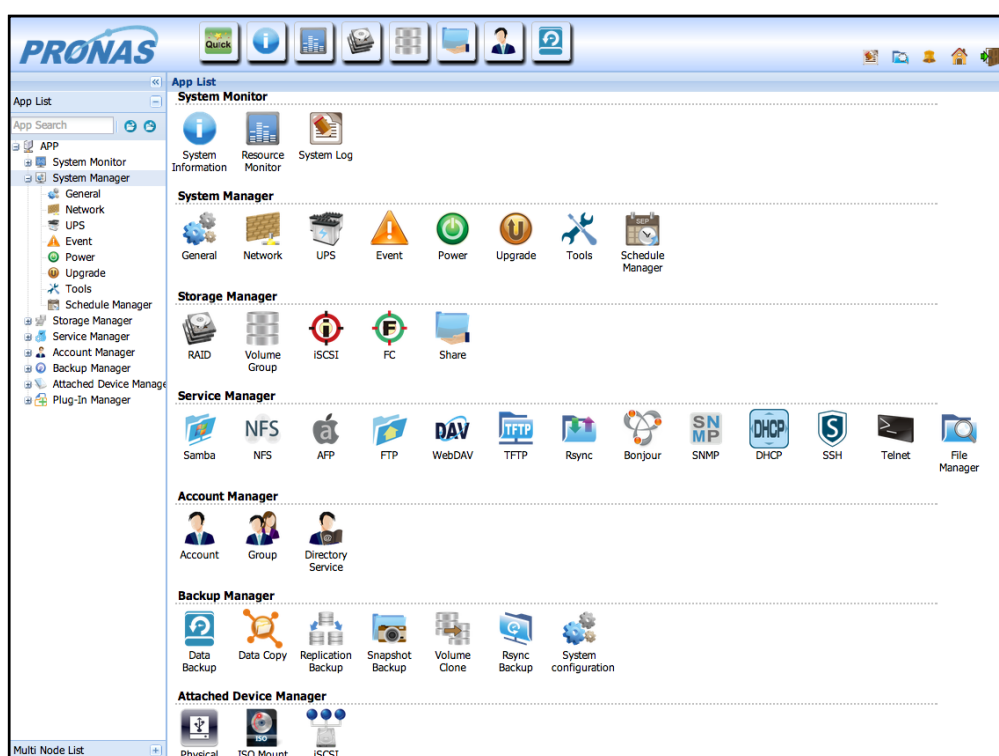 PRONAS
Quick
App List
App List
App Search
APP
System Monitor
System Manager
General
Network
UPS
Event
Power
Upgrade
Tools
Schedule Manager
Storage Manager
Service Manager
Account Manager
Backup Manager
Attached Device Manage
Plug-In Manager
Multi Node List
System Monitor
System Information
Resource Monitor
System Log
System Manager
SEP
General
Network
UPS
Event
Power
Upgrade
Tools
Schedule Manager
Storage Manager
RAID
Volume Group
iSCSI
F
FC
Share
Service Manager
NFS
DAV
TFTP
SN
MP
DHCP
S
Samba
NFS
AFP
FTP
WebDAV
TFTP
Rsync
Bonjour
SNMP
DHCP
SSH
Telnet
File Manager
Account Manager
Account
Group
Directory Service
Backup Manager
Data Backup
Data Copy
Replication Backup
Snapshot Backup
Volume Clone
Rsync Backup
System configuration
Attached Device Manager
ISO
Physical
ISO Mount
iSCSI